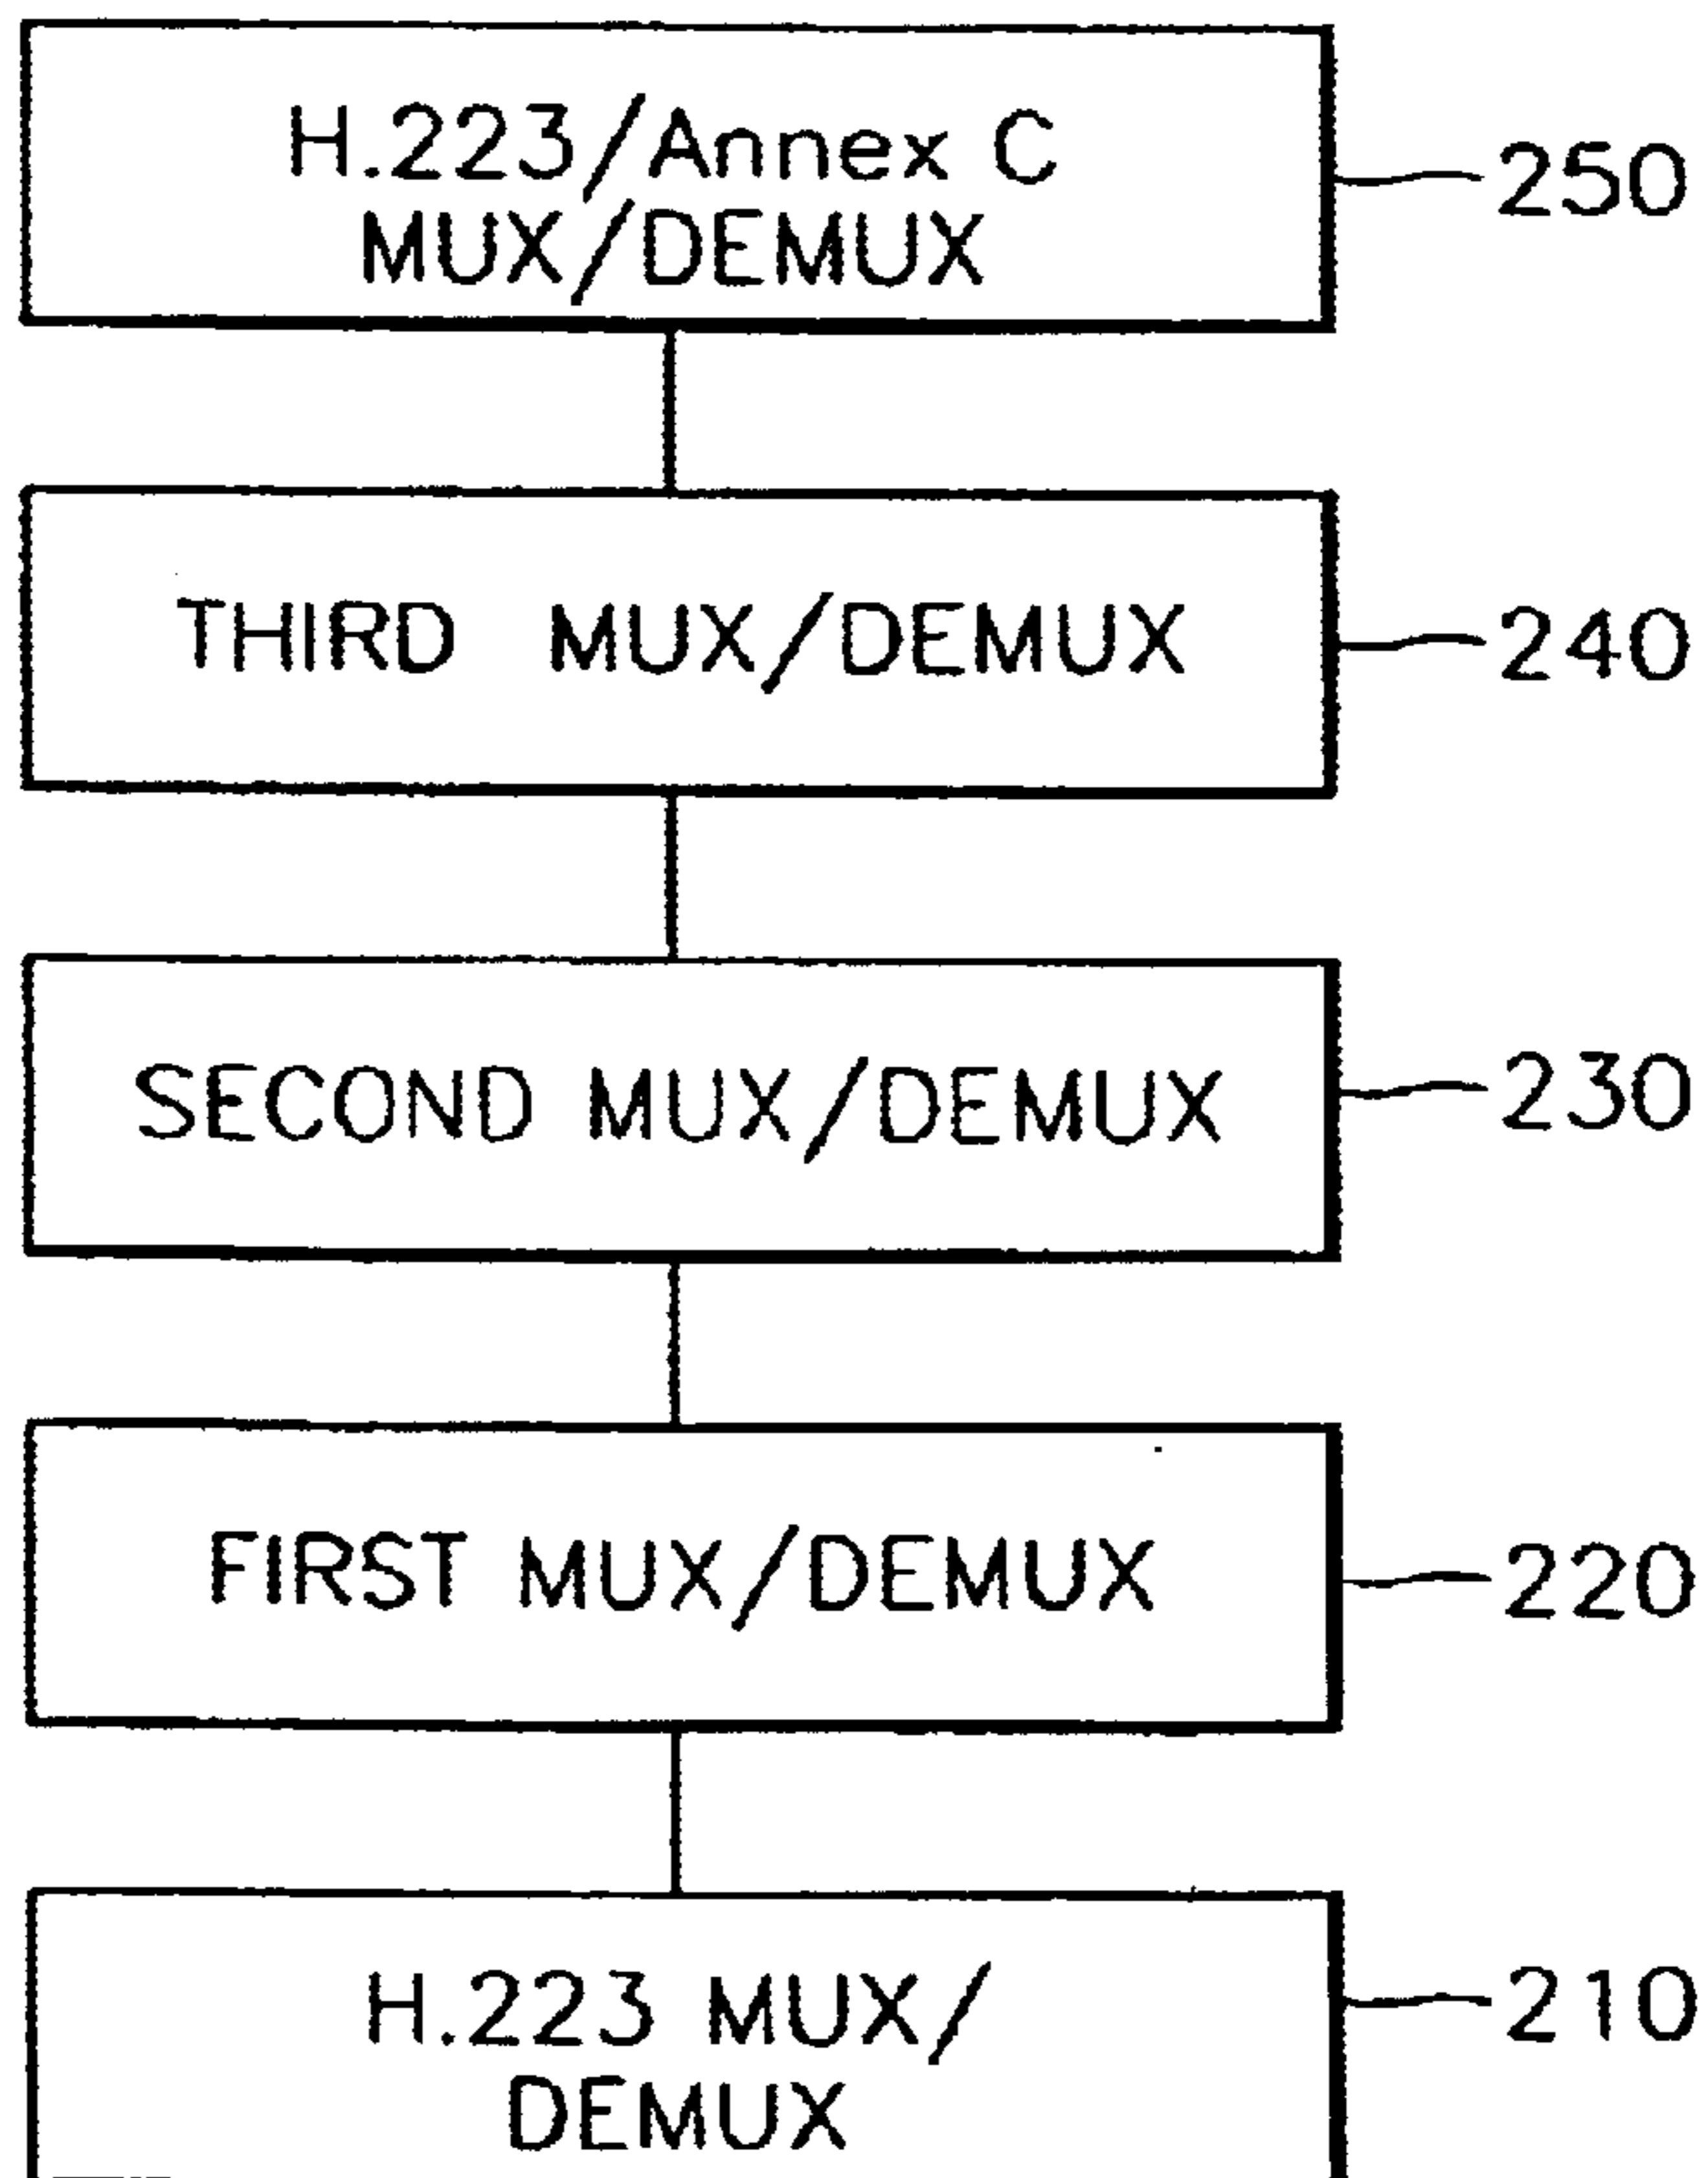 H.223/Annex C
MUX/DEMUX
250
THIRD MUX/DEMUX
240
SECOND MUX/DEMUX
230
FIRST MUX/DEMUX
220
H.223 MUX/
DEMUX
210